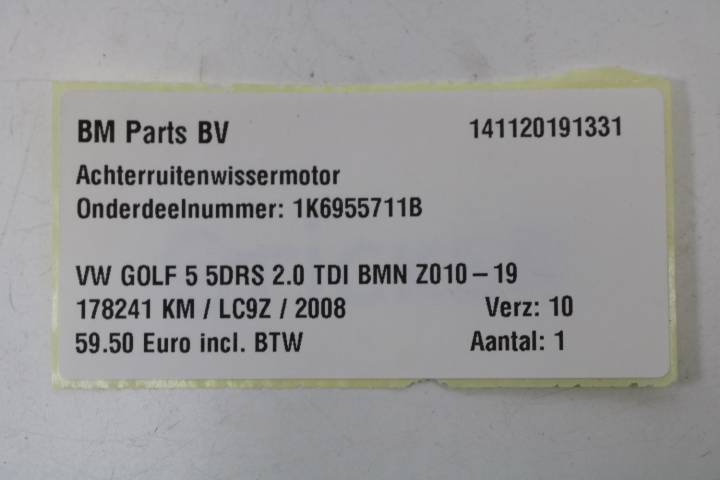 BM Parts BV 141120191331
Achterruitenwissermotor
Onderdeelnummer: 1K6955711B
VW GOLF 5 5DRS 2.0 TDI BMN Z010-19
178241 KM / LC9Z / 2008 Verz: 10
59.50 Euro incl. BTW Aantal: 1